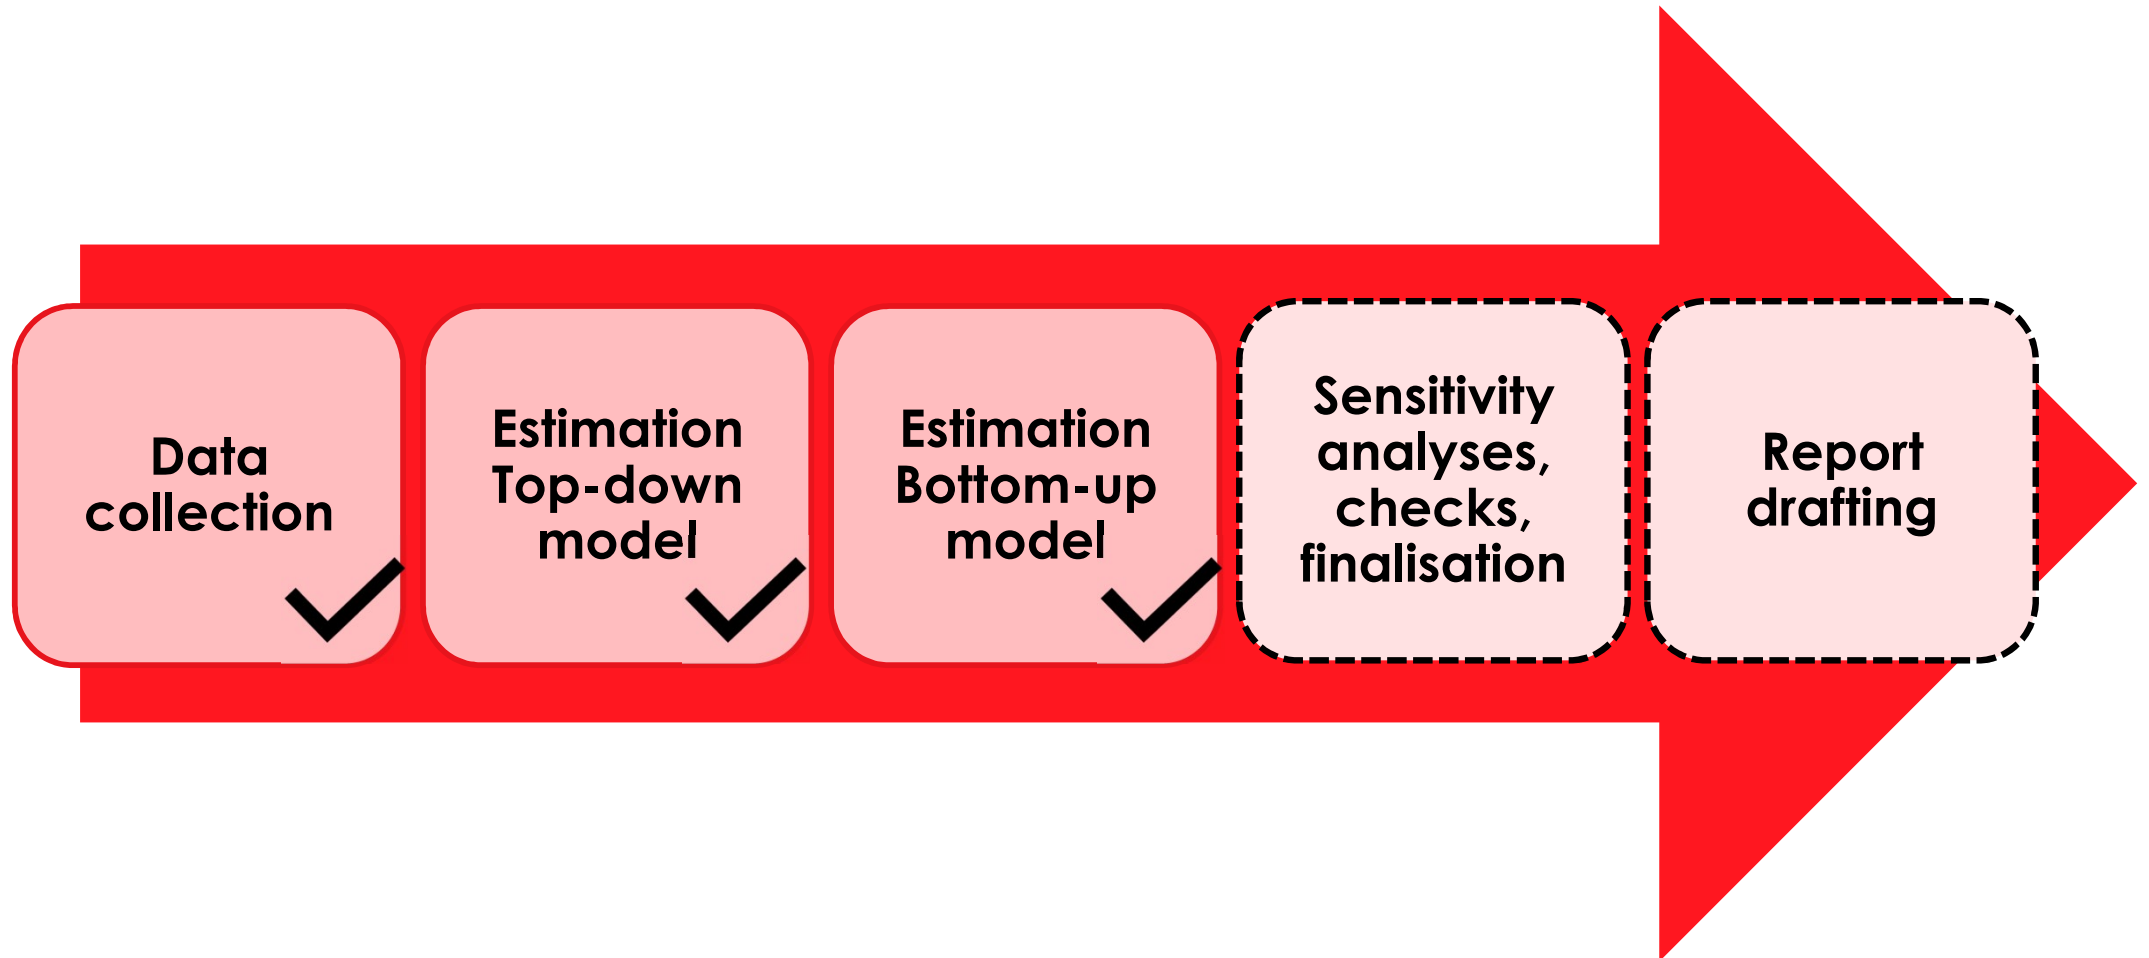 Data
collection
Estimation
Top-down
model
Estimation
Bottom-up
model
Sensitivity
analyses,
checks,
finalisation
Report
drafting